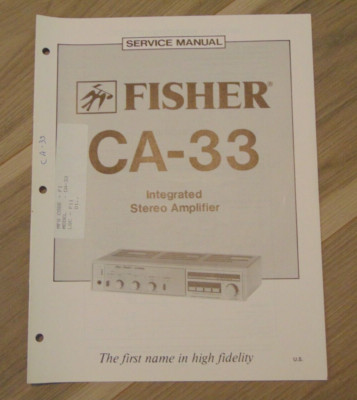 SERVICE MANUAL
FISHER®
CA-33
CA-33
Integrated
Stereo Amplifier
The first name in high fidelity
U.S.